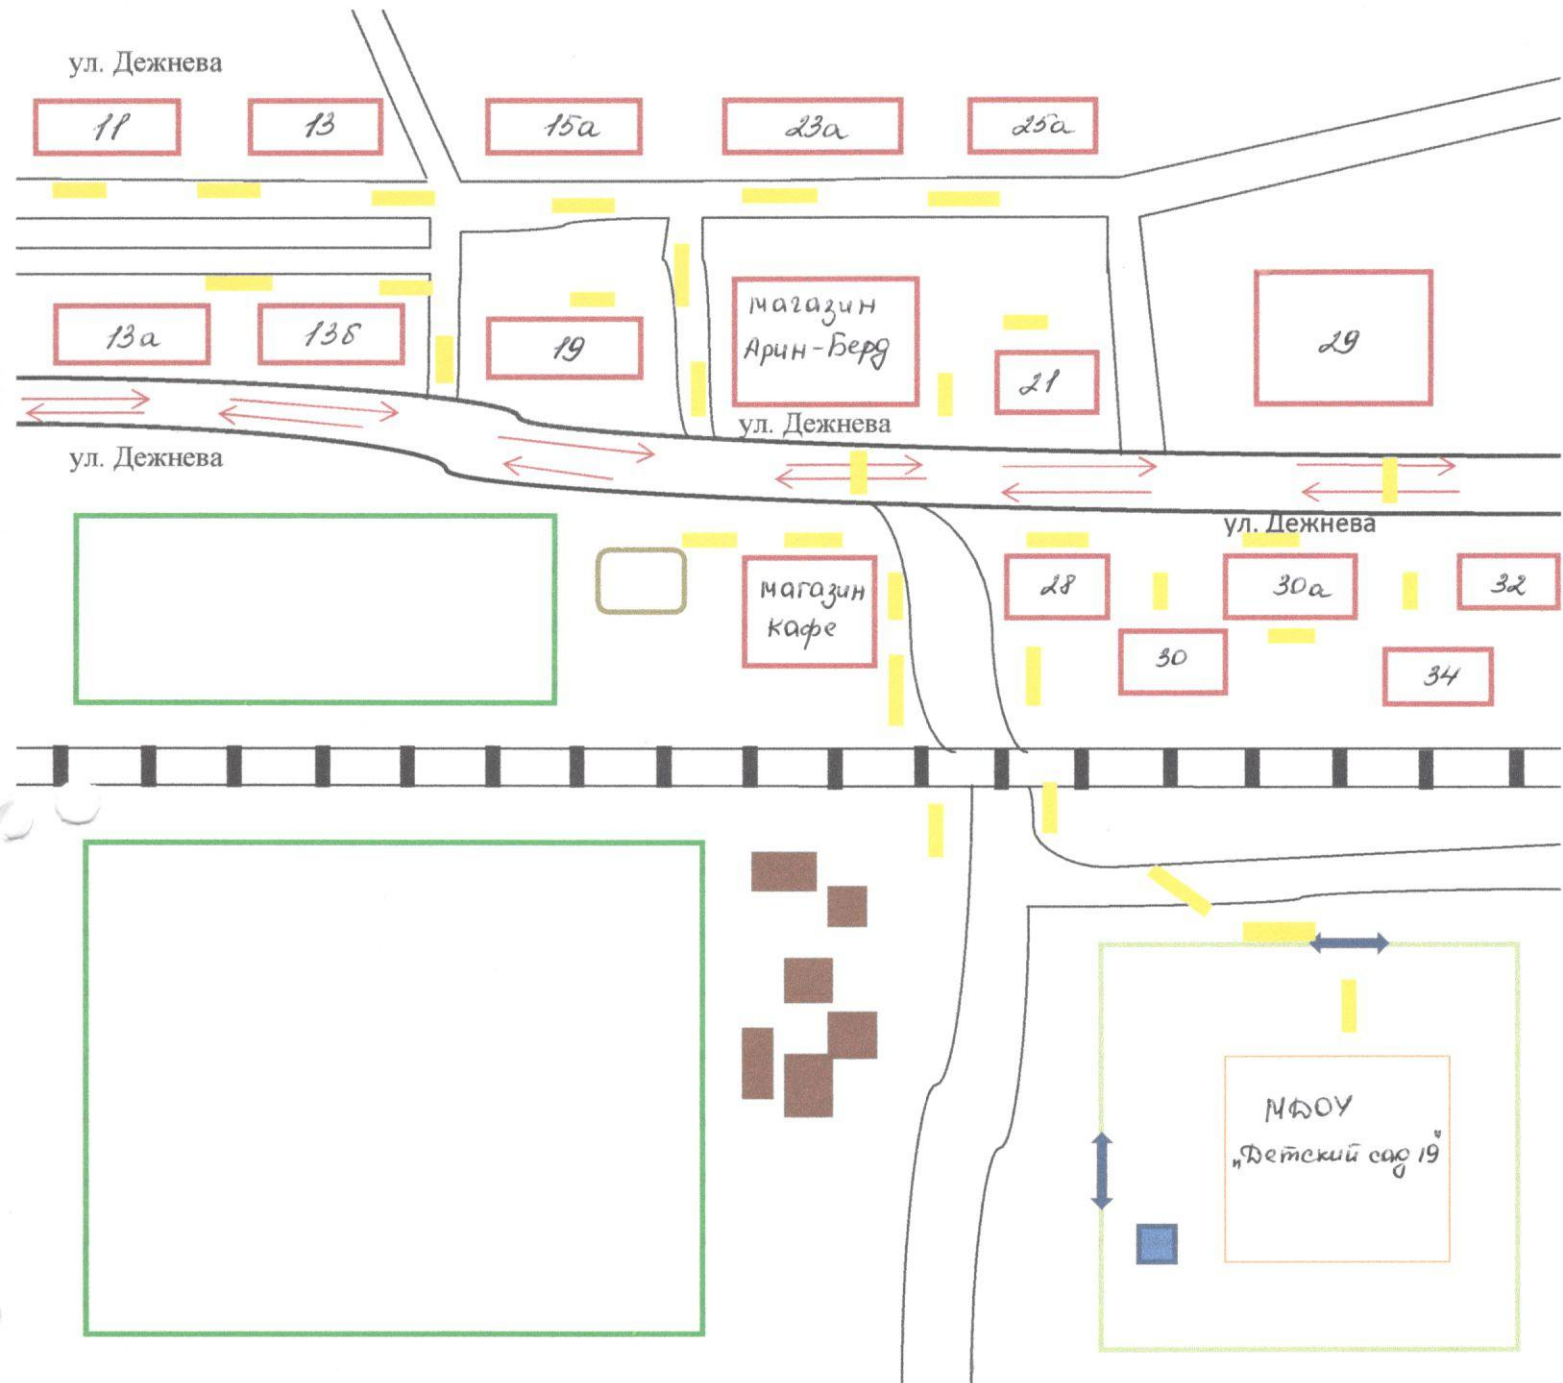 ул. Дежнева
11
13
15а
23а
25а
13а
13б
19
магазин
Арин-Берд
21
29
ул. Дежнева
ул. Дежнева
ул. Дежнева
магазин
кафе
28
30а
32
30
34
МДОУ
„Детский сад 19"